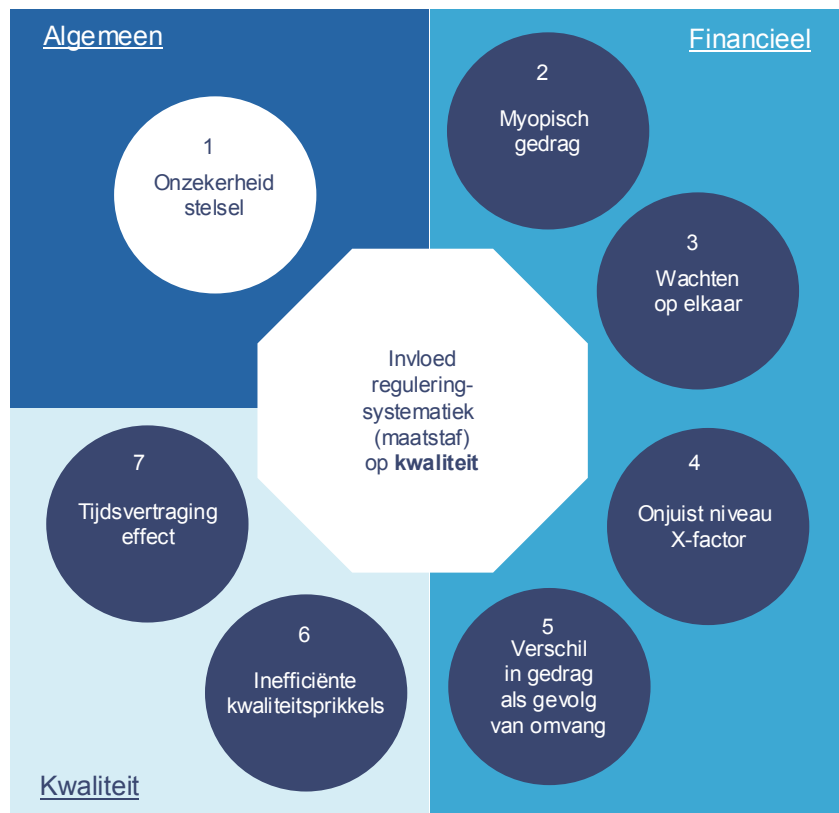 Algemeen
Financieel
1
Onzekerheid
stelsel
2
Myopisch
gedrag
3
Wachten
op elkaar
Invloed
regulering-
systematiek
(maatstaf)
op kwaliteit
4
Onjuist niveau
X-factor
5
Verschil
in gedrag
als gevolg
van omvang
6
Inefficiënte
kwaliteitsprikkels
7
Tijdsvertraging
effect
Kwaliteit